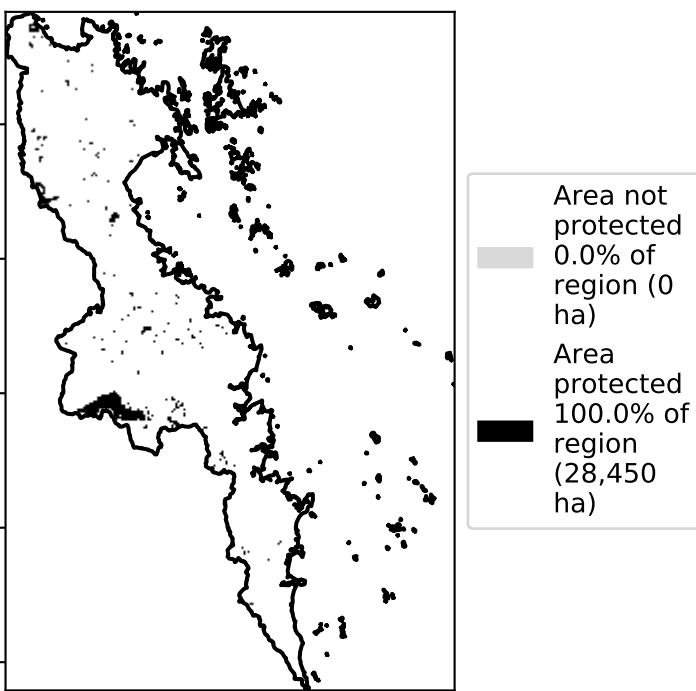 Area not
protected
0.0% of
region (0
ha)
Area
protected
100.0% of
region
(28,450
ha)